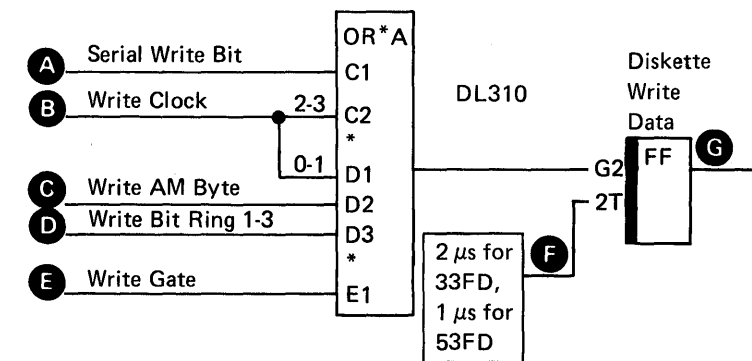 OR*A
A Serial Write Bit C1
B Write Clock 2-3 C2
*
0-1 D1
C Write AM Byte D2
D Write Bit Ring 1-3 D3
*
E Write Gate E1
DL310
Diskette
Write
Data
FF G
G2
2T
F
2 μs for
33FD,
1 μs for
53FD